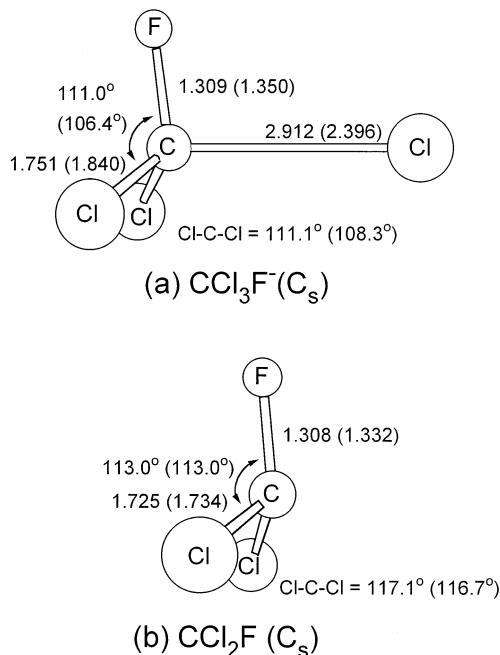 F
111.0° 1.309 (1.350)
(106.4°) 2.912 (2.396)
C Cl
1.751 (1.840)
Cl Cl Cl-C-Cl = 111.1° (108.3°)
(a) CCl₃F⁻(Cₛ)
F
1.308 (1.332)
113.0° (113.0°)
C
1.725 (1.734)
Cl Cl Cl-C-Cl = 117.1° (116.7°)
(b) CCl₂F (Cₛ)